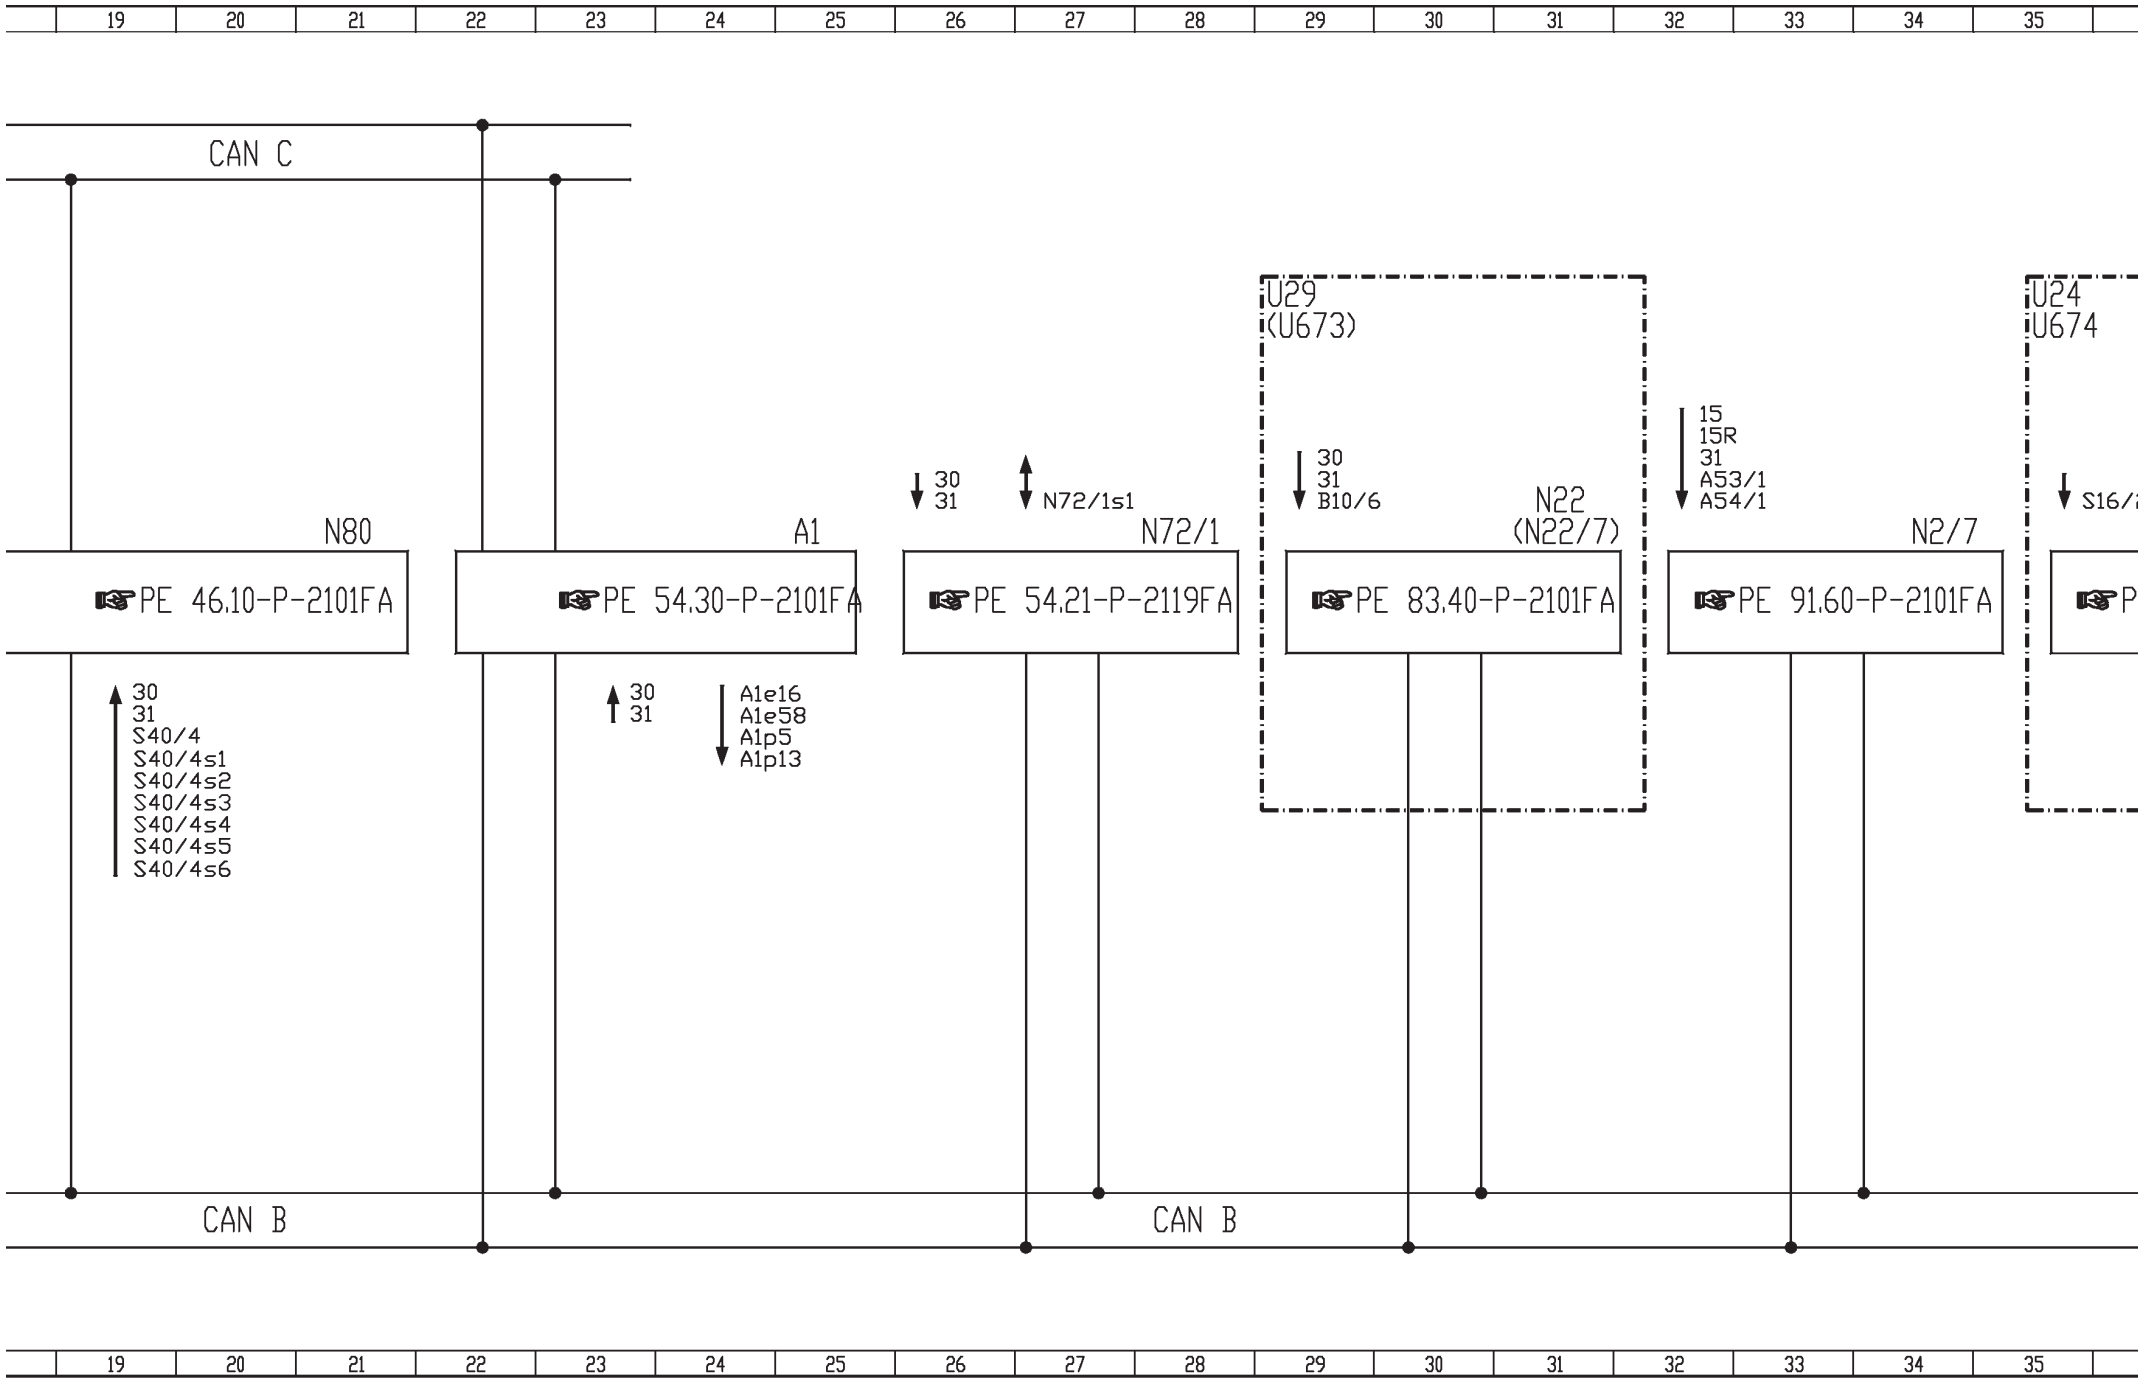 19 20 21 22 23 24 25 26 27 28 29 30 31 32 33 34 35
CAN C
U29
(U673)
U24
U674
15
15R
31
A53/1
A54/1
30
31
B10/6
30
31
N72/1s1
S16/
N80
A1
N72/1
N22
(N22/7)
N2/7
PE 46.10-P-2101FA
PE 54.30-P-2101FA
PE 54.21-P-2119FA
PE 83.40-P-2101FA
PE 91.60-P-2101FA
P
30
31
S40/4
S40/4s1
S40/4s2
S40/4s3
S40/4s4
S40/4s5
S40/4s6
30
31
A1e16
A1e58
A1p5
A1p13
CAN B
CAN B
19 20 21 22 23 24 25 26 27 28 29 30 31 32 33 34 35